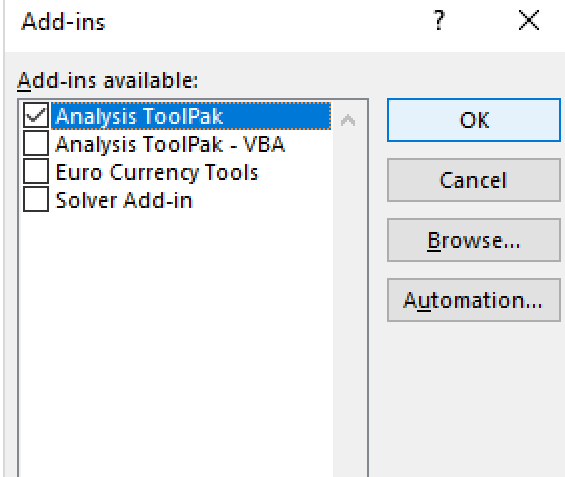 Add-ins
?
Add-ins available:
Analysis ToolPak
Analysis ToolPak - VBA
Euro Currency Tools
Solver Add-in
OK
Cancel
Browse...
Automation...